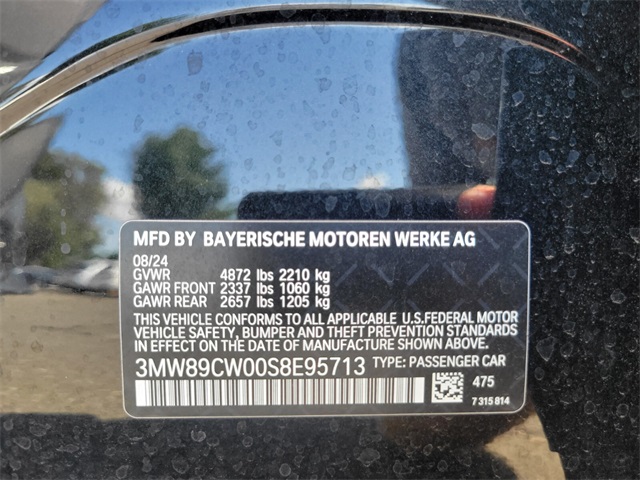 MFD BY BAYERISCHE MOTOREN WERKE AG
08/24
GVWR 4872 lbs 2210 kg
GAWR FRONT 2337 lbs 1060 kg
GAWR REAR 2657 lbs 1205 kg
THIS VEHICLE CONFORMS TO ALL APPLICABLE U.S.FEDERAL MOTOR
VEHICLE SAFETY, BUMPER AND THEFT PREVENTION STANDARDS
IN EFFECT ON THE DATE OF MANUFACTURE SHOWN ABOVE.
3MW89CW00S8E95713 TYPE: PASSENGER CAR
475
7 315 814